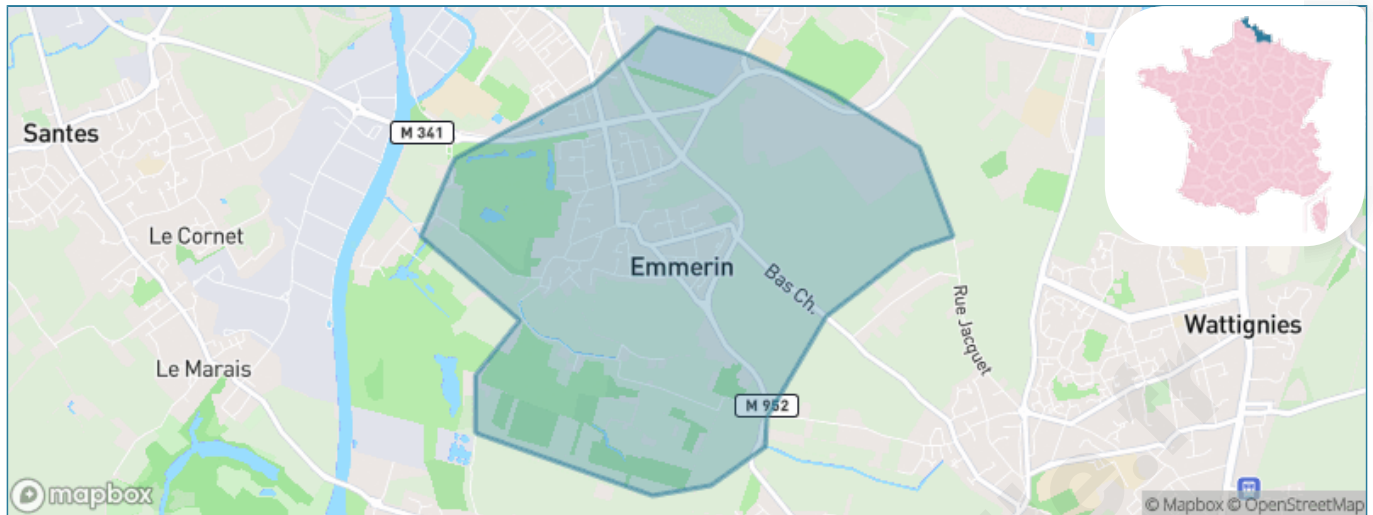 Santes
M 341
Le Cornet
Emmerin
Bas Ch.
Rue Jacquet
Wattignies
Le Marais
M 952
mapbox
© Mapbox © OpenStreetMap